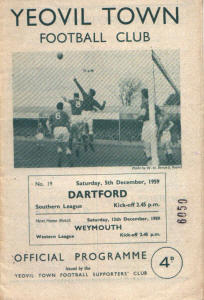 YEOVIL TOWN
FOOTBALL CLUB
No. 19
Saturday, 5th December, 1959
DARTFORD
Southern League
Kick-off 2.45 p.m.
Next Home Match
Saturday, 12th December, 1959
WEYMOUTH
Western League
Kick-off 2.45 p.m.
6050
OFFICIAL PROGRAMME
Issued by the
YEOVIL TOWN FOOTBALL SUPPORTERS' CLUB
4ᴰ